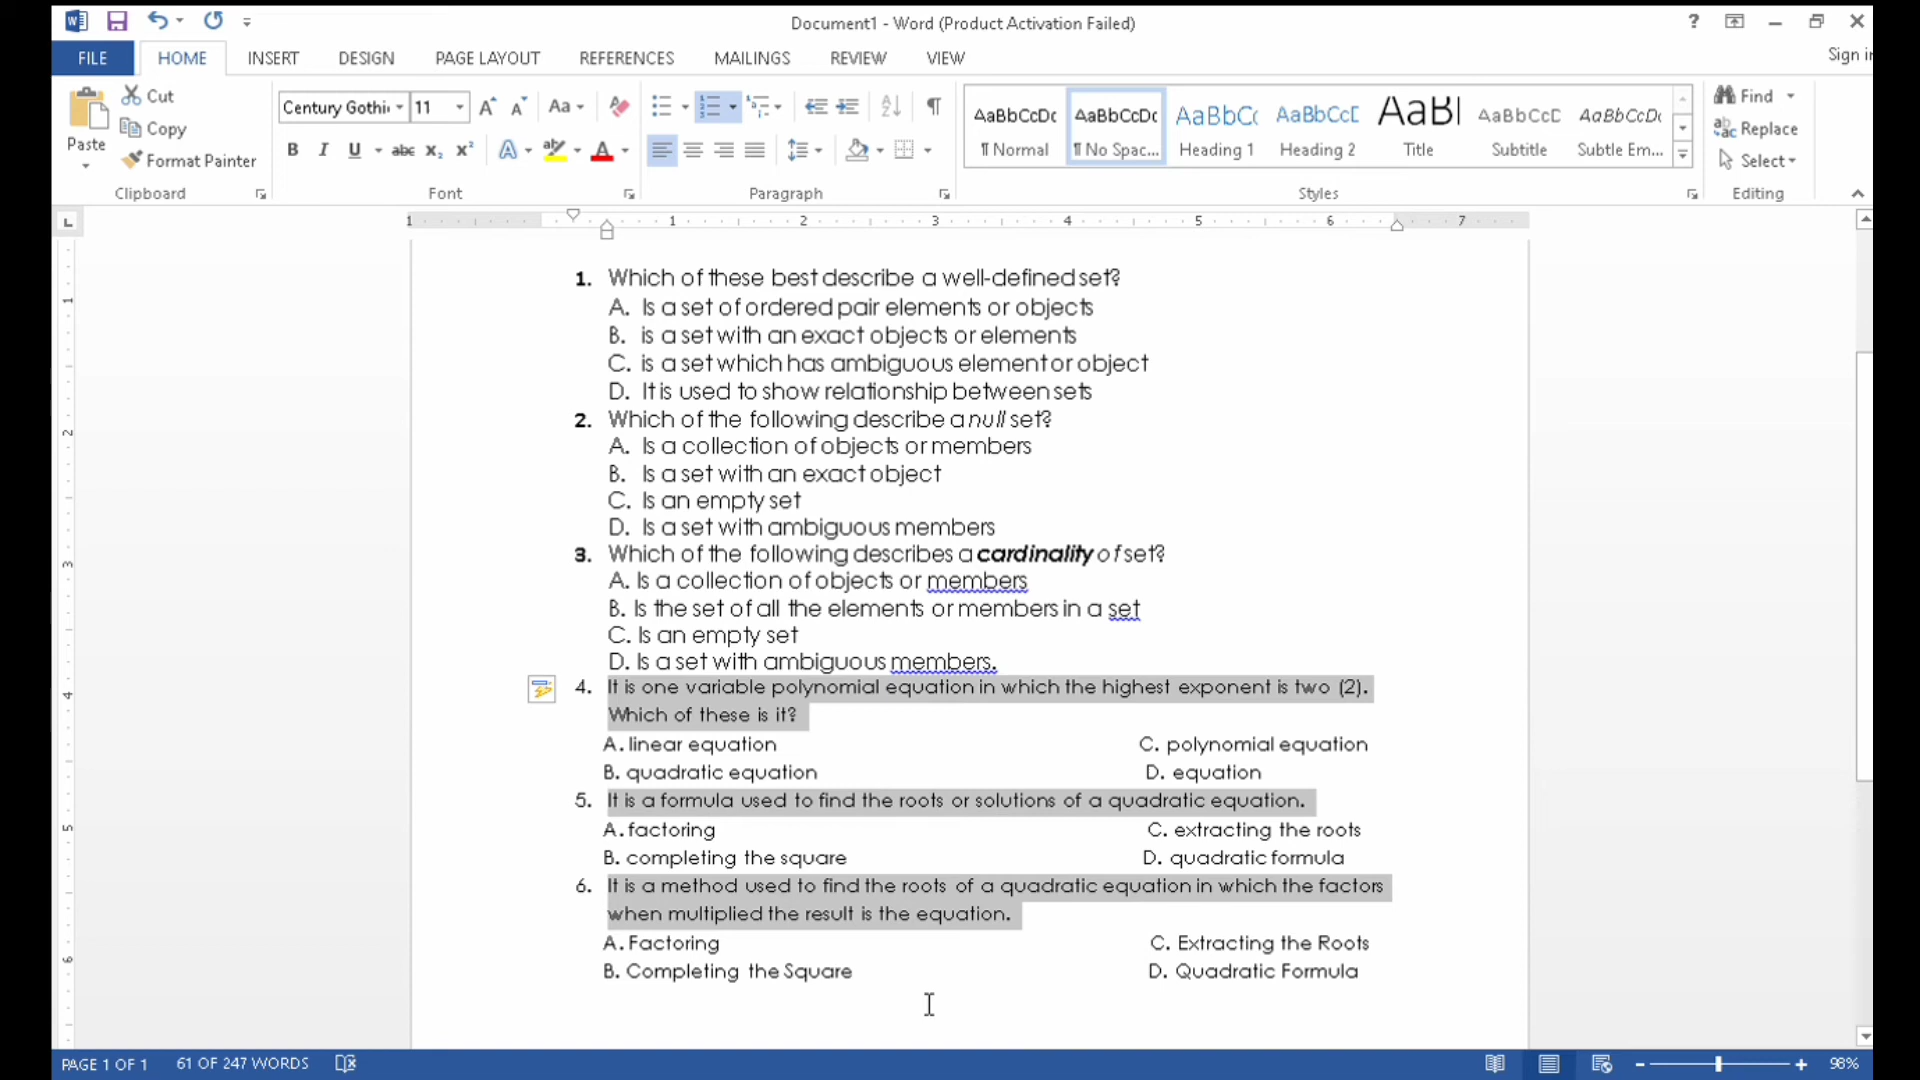 Document1 - Word (Product Activation Failed)
?
Sign in
FILE HOME INSERT DESIGN PAGE LAYOUT REFERENCES MAILINGS REVIEW VIEW
Paste
Cut
Copy
Format Painter
Clipboard
Century Gothi 11
Font
Paragraph
AaBbCcDc AaBbCcDc AaBbCc AaBbCcD AaBl AaBbCcD AaBbCcDc
¶ Normal ¶ No Spac... Heading 1 Heading 2 Title Subtitle Subtle Em...
Styles
Find
Replace
Select
Editing
1 1 2 3 4 5 6 7
1. Which of these best describe a well-defined set?
A. Is a set of ordered pair elements or objects
B. is a set with an exact objects or elements
C. is a set which has ambiguous element or object
D. It is used to show relationship between sets
2. Which of the following describe a null set?
A. Is a collection of objects or members
B. Is a set with an exact object
C. Is an empty set
D. Is a set with ambiguous members
3. Which of the following describes a cardinality of set?
A. Is a collection of objects or members
B. Is the set of all the elements or members in a set
C. Is an empty set
D. Is a set with ambiguous members.
4. It is one variable polynomial equation in which the highest exponent is two (2).
Which of these is it?
A. linear equation C. polynomial equation
B. quadratic equation D. equation
5. It is a formula used to find the roots or solutions of a quadratic equation.
A. factoring C. extracting the roots
B. completing the square D. quadratic formula
6. It is a method used to find the roots of a quadratic equation in which the factors
when multiplied the result is the equation.
A. Factoring C. Extracting the Roots
B. Completing the Square D. Quadratic Formula
PAGE 1 OF 1 61 OF 247 WORDS 98%